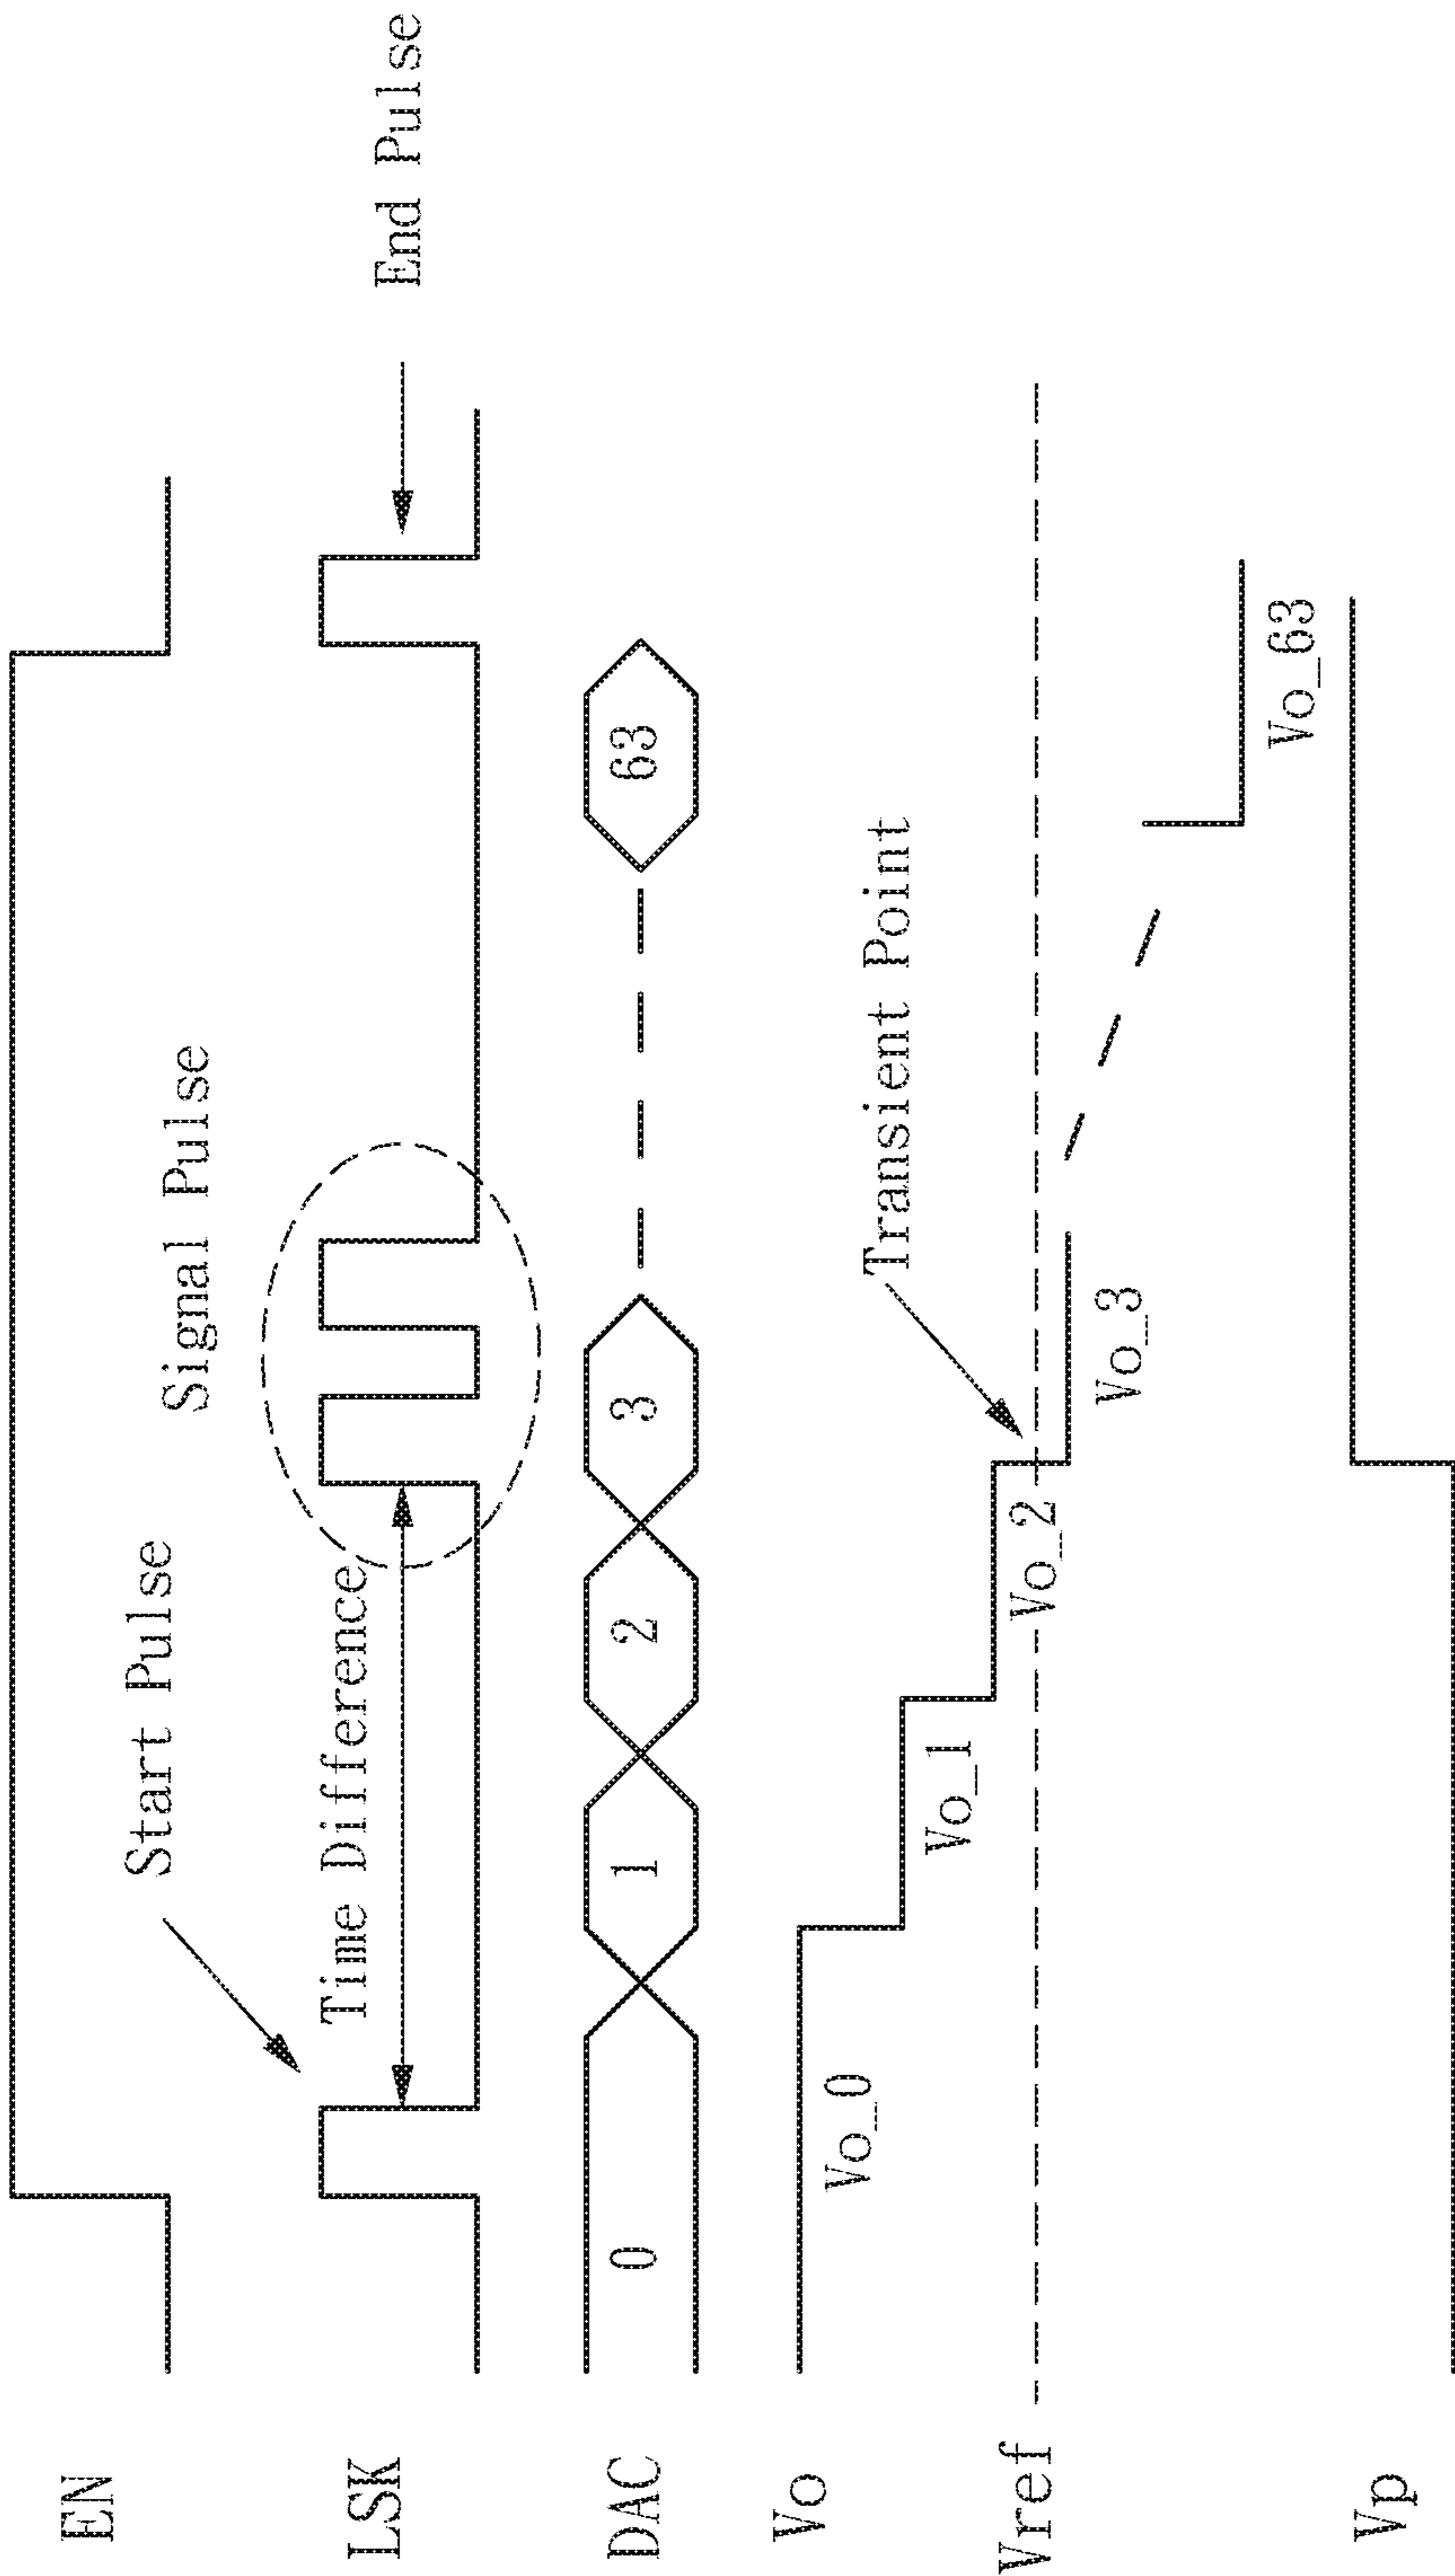 EN
Start Pulse
Signal Pulse
LSK
Time Difference
End Pulse
DAC
0
1
2
3
63
Vo
Vo_0
Vo_1
Vo_2
Transient Point
Vref
Vo_3
Vo_63
Vp